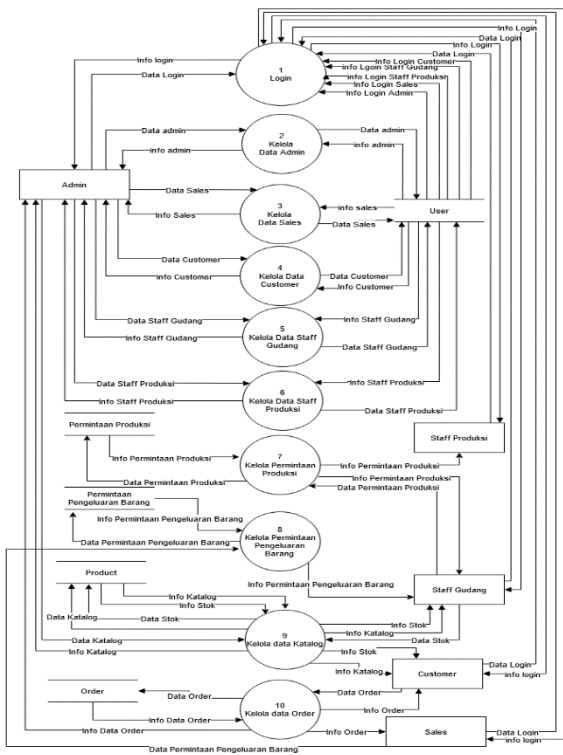 Info Login
Info Login
Data Login
Info Login
Data Login
Info Login
Info login
Data Login
1
Login
Info Login Customer
Info Lgoin Staff Gudang
Info Login Staff Produksi
Info Login Sales
Info Login Admin
Data admin
info admin
2
Kelola
Data Admin
Data admin
info admin
Admin
Data Sales
Info Sales
3
Kelola
Data Sales
info sales
Data Sales
User
Data Customer
Info Customer
4
Kelola Data
Customer
Data Customer
Info Customer
Data Staff Gudang
Info Staff Gudang
5
Kelola Data Staff
Gudang
Info Staff Gudang
Data Staff Gudang
Data Staff Produksi
Info Staff Produksi
6
Kelola Data Staff
Produksi
Info Staff Produksi
Data Staff Produksi
Permintaan Produksi
Info Permintaan Produksi
Data Permintaan Produksi
7
Kelola Permintaan
Produksi
Info Permintaan Produksi
Info Permintaan Produksi
Data Permintaan Produksi
Staff Produksi
Permintaan
Pengeluaran Barang
Info Permintaan Pengeluaran Barang
Data Permintaan Pengeluaran Barang
8
Kelola Permintaan
Pengeluaran Barang
Info Permintaan Pengeluaran Barang
Staff Gudang
Product
Info Katalog
Info Stok
Data Katalog
Data Stok
Data Katalog
Info Katalog
9
Kelola data Katalog
Info Stok
Info Katalog
Data Stok
Info Stok
Info Katalog
Customer
Data Login
info login
Order
Data Order
Info Data Order
Info Data Order
10
Kelola data Order
Data Order
Info Order
Info Order
Sales
Data Login
info login
Data Permintaan Pengeluaran Barang